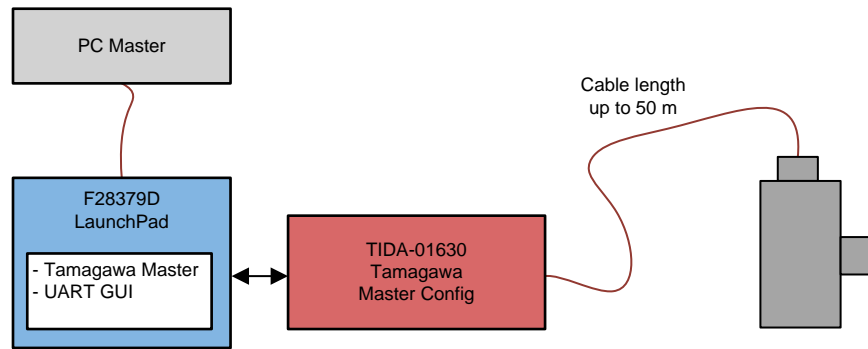 PC Master
Cable length
up to 50 m
F28379D
LaunchPad
- Tamagawa Master
- UART GUI
TIDA-01630
Tamagawa
Master Config